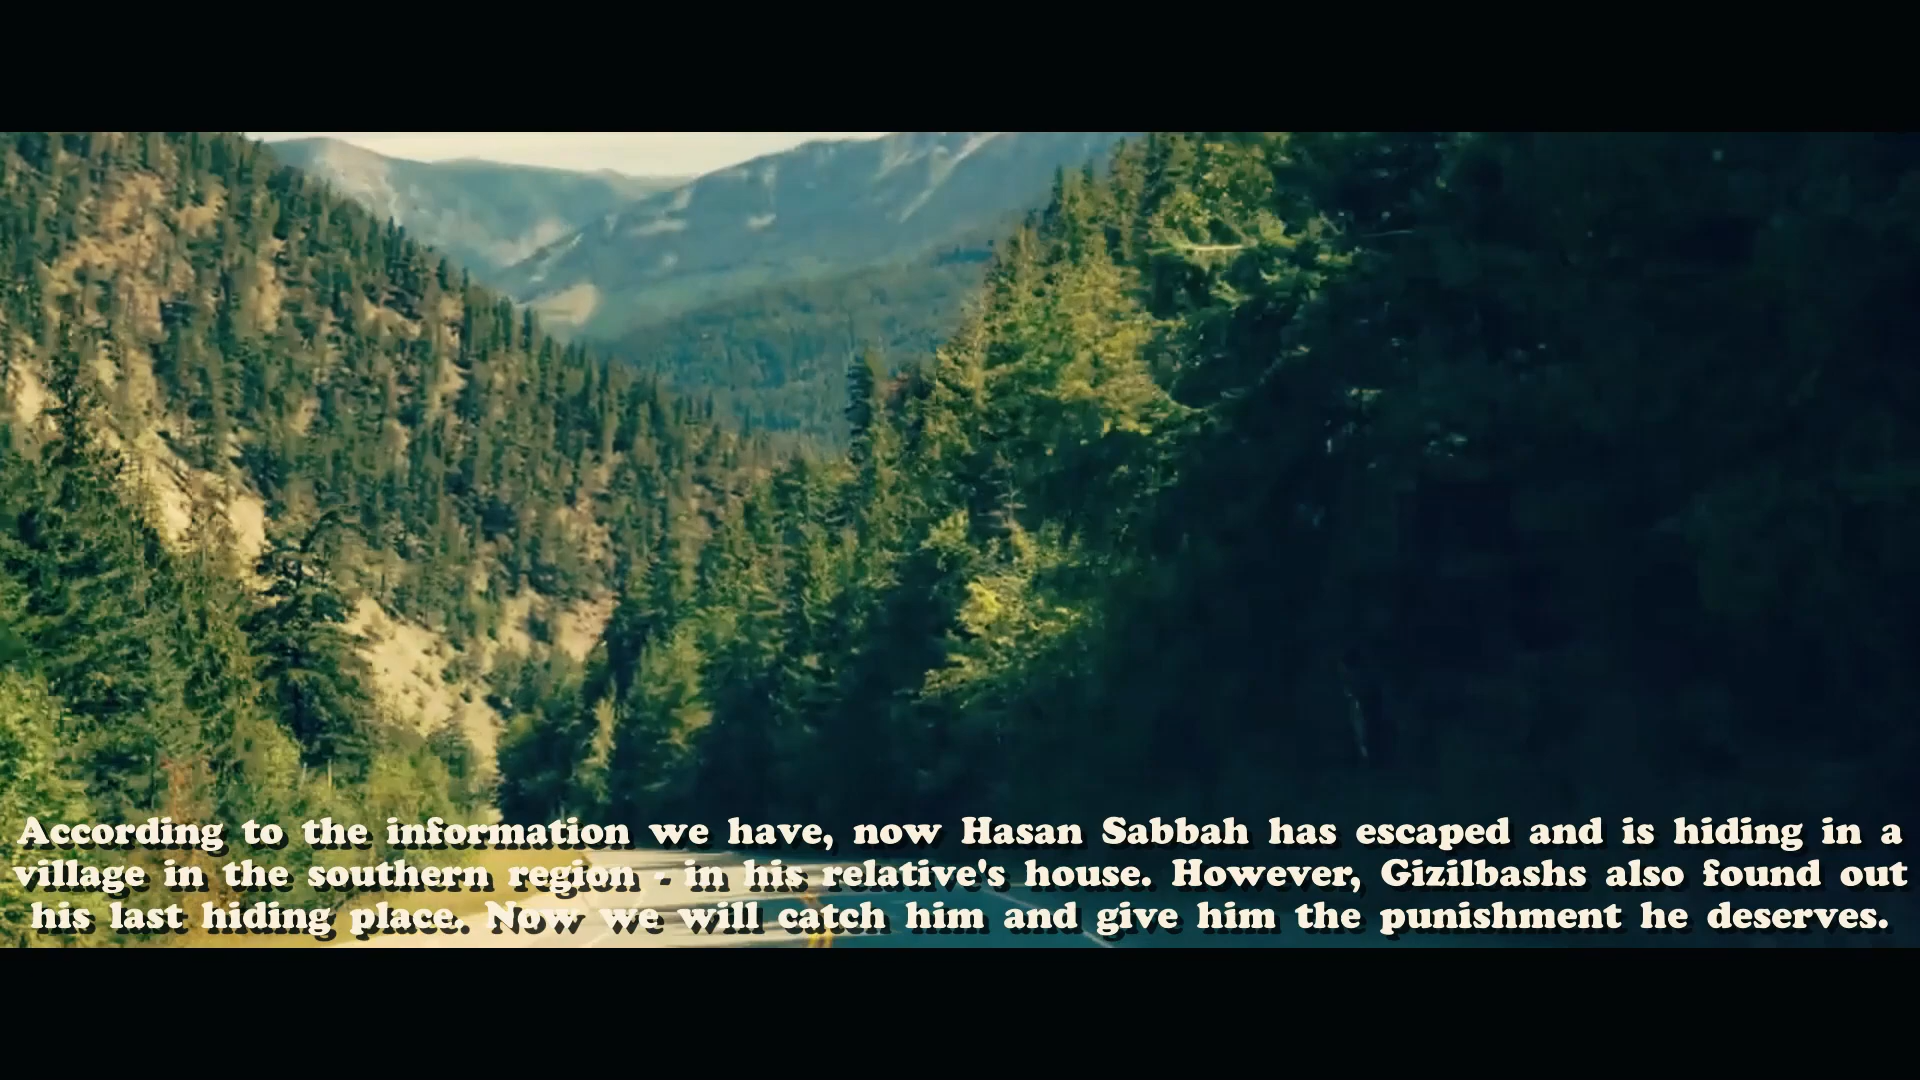 According to the information we have, now Hasan Sabbah has escaped and is hiding in a
village in the southern region - in his relative's house. However, Gizilbashs also found out
his last hiding place. Now we will catch him and give him the punishment he deserves.